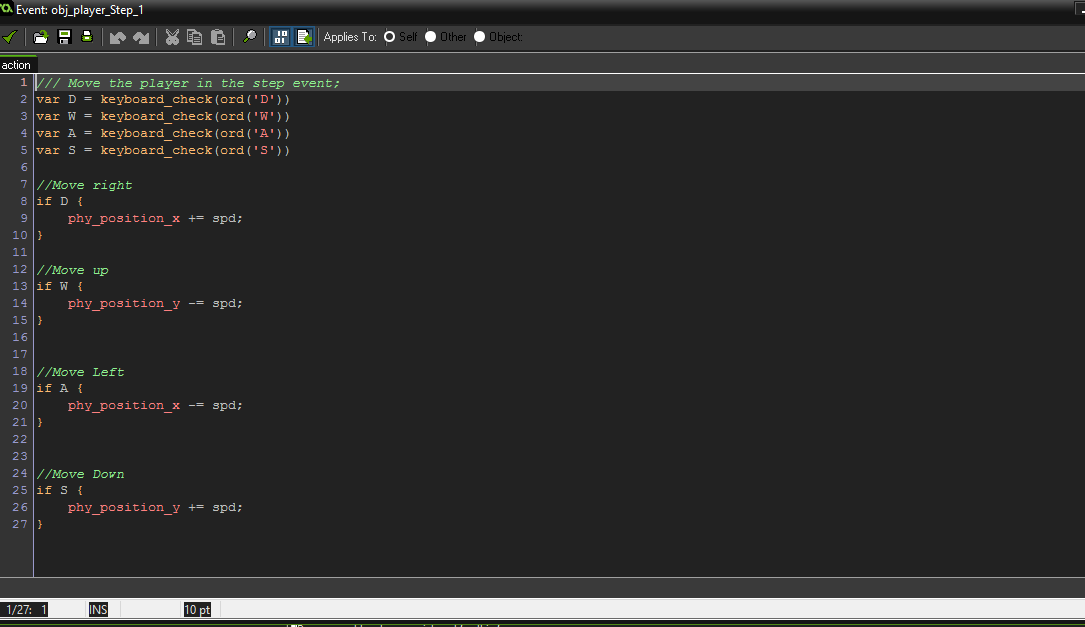 Event: obj_player_Step_1
Applies To: Self Other Object:
action
1 /// Move the player in the step event;
2 var D = keyboard_check(ord('D'))
3 var W = keyboard_check(ord('W'))
4 var A = keyboard_check(ord('A'))
5 var S = keyboard_check(ord('S'))
6
7 //Move right
8 if D {
9 phy_position_x += spd;
10 }
11
12 //Move up
13 if W {
14 phy_position_y -= spd;
15 }
16
17
18 //Move Left
19 if A {
20 phy_position_x -= spd;
21 }
22
23
24 //Move Down
25 if S {
26 phy_position_y += spd;
27 }
1/27: 1 INS 10 pt